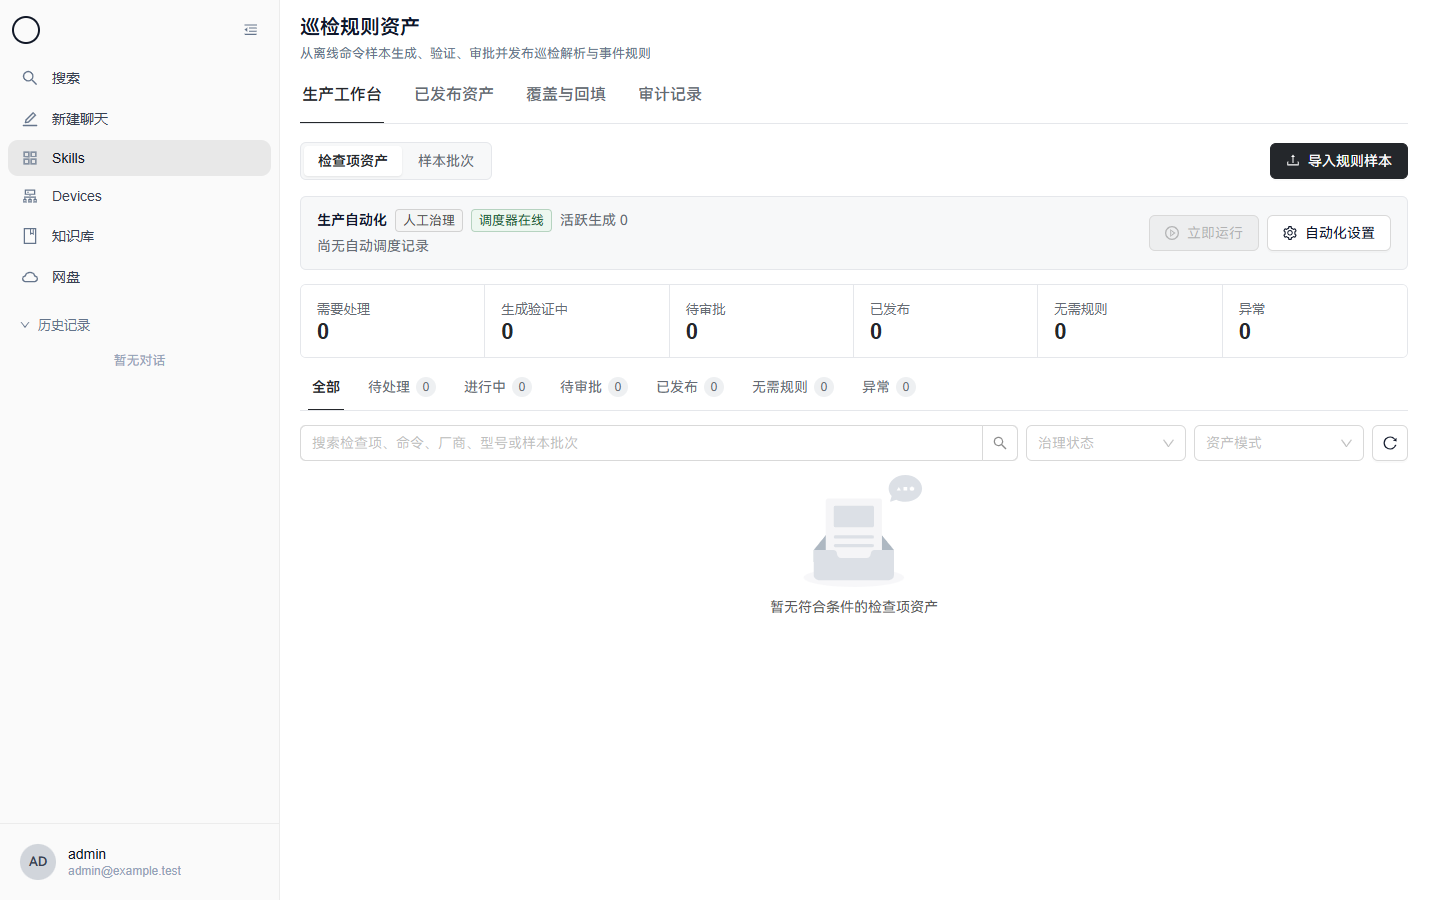 搜索
新建聊天
Skills
Devices
知识库
网盘
历史记录
暂无对话
AD
admin
admin@example.test
巡检规则资产
从离线命令样本生成、验证、审批并发布巡检解析与事件规则
生产工作台 已发布资产 覆盖与回填 审计记录
检查项资产 样本批次 导入规则样本
生产自动化 人工治理 调度器在线 活跃生成 0
尚无自动调度记录
立即运行 自动化设置
需要处理 生成验证中 待审批 已发布 无需规则 异常
0 0 0 0 0 0
全部 待处理 0 进行中 0 待审批 0 已发布 0 无需规则 0 异常 0
搜索检查项、命令、厂商、型号或样本批次 治理状态 资产模式
暂无符合条件的检查项资产